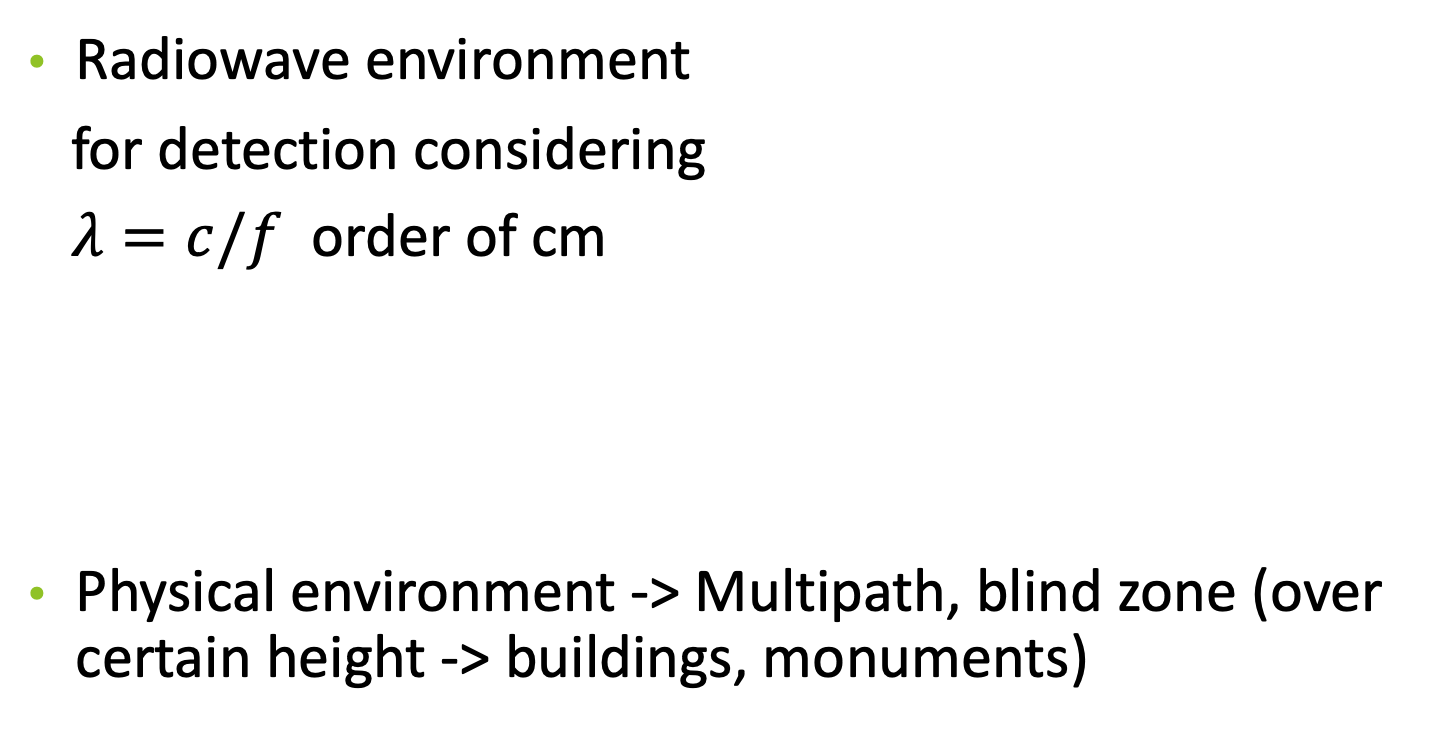 • Radiowave environment
for detection considering
𝜆 = 𝑐/𝑓 order of cm
• Physical environment -> Multipath, blind zone (over
certain height -> buildings, monuments)